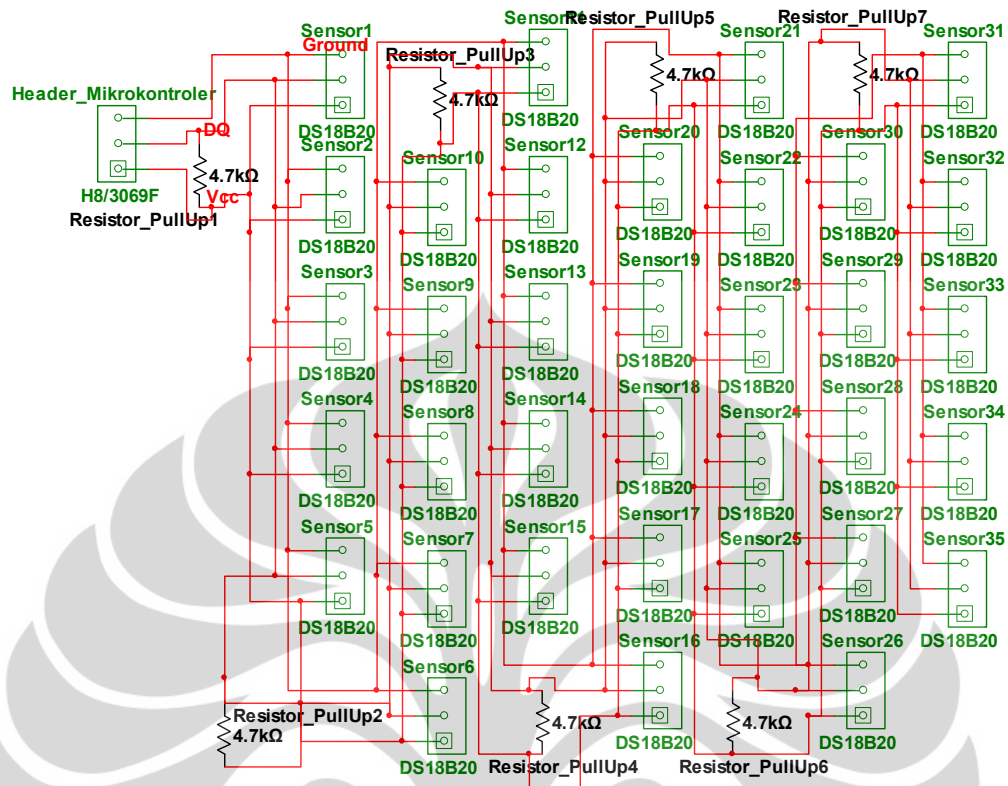 Sensor1
Ground
DS18B20
Header_Mikrokontroler
DQ
4.7kΩ
Vcc
H8/3069F
Resistor_PullUp1
Sensor2
DS18B20
Sensor3
DS18B20
Sensor4
DS18B20
Sensor5
DS18B20
Resistor_PullUp2
4.7kΩ
Resistor_PullUp3
4.7kΩ
Sensor10
DS18B20
Sensor9
DS18B20
Sensor8
DS18B20
Sensor7
DS18B20
Sensor6
DS18B20
DS18B20
Sensor12
DS18B20
Sensor13
DS18B20
Sensor14
DS18B20
Sensor15
DS18B20
4.7kΩ
Resistor_PullUp4
Resistor_PullUp5
4.7kΩ
Sensor20
DS18B20
Sensor19
DS18B20
Sensor18
DS18B20
Sensor17
DS18B20
Sensor16
DS18B20
Sensor21
DS18B20
Sensor22
DS18B20
Sensor23
DS18B20
Sensor24
DS18B20
Sensor25
DS18B20
4.7kΩ
Resistor_PullUp6
Resistor_PullUp7
4.7kΩ
Sensor30
DS18B20
Sensor29
DS18B20
Sensor28
DS18B20
Sensor27
DS18B20
Sensor26
DS18B20
Sensor31
DS18B20
Sensor32
DS18B20
Sensor33
DS18B20
Sensor34
DS18B20
Sensor35
DS18B20